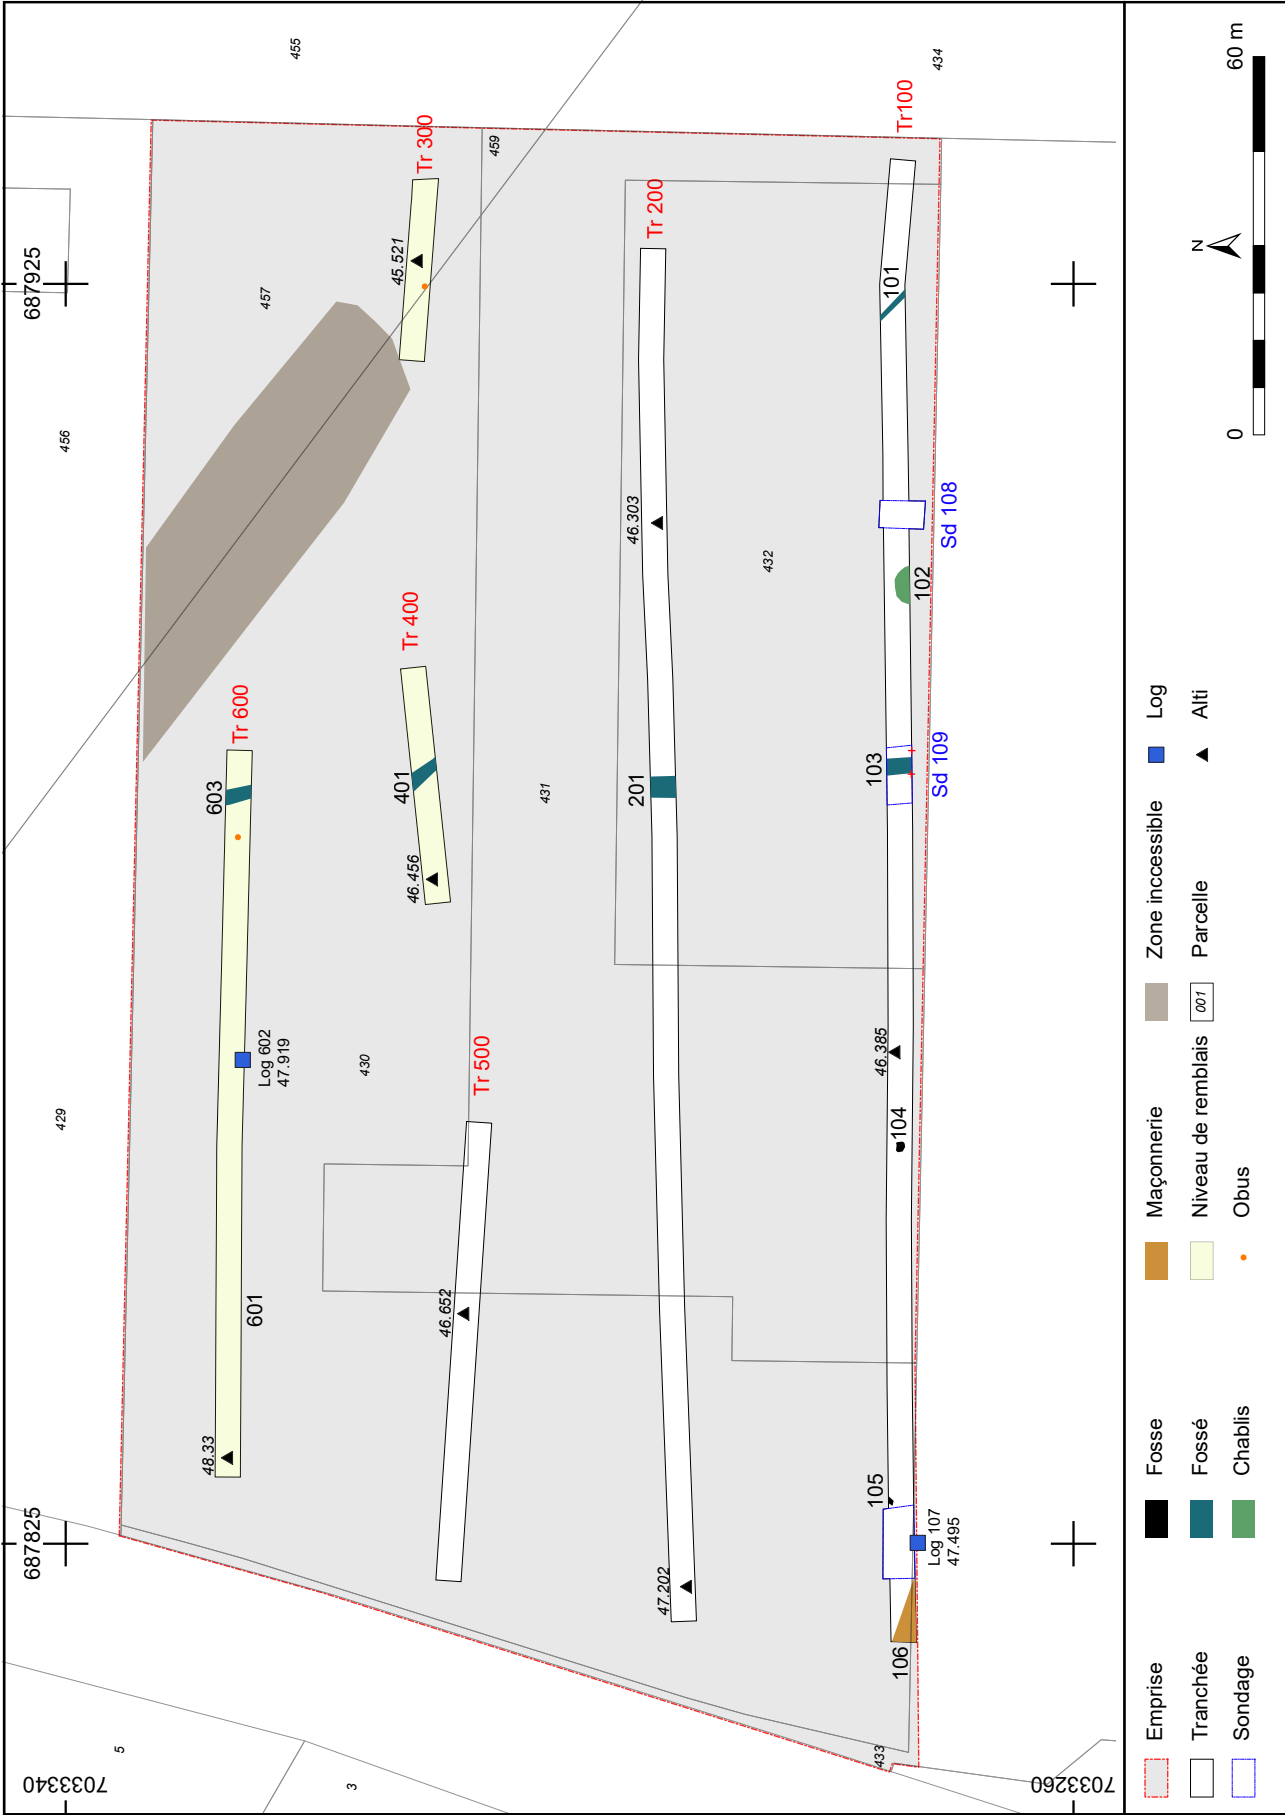 687825
687925
7033340
7033260
5
3
429
456
455
457
434
459
430
431
432
433
Tr 600
603
601
48.33
Log 602
47.919
Tr 300
45.521
Tr 400
401
46.456
Tr 500
46.652
Tr 200
201
46.303
47.202
Tr100
101
Sd 108
102
103
Sd 109
46.385
104
105
Log 107
47.495
106
N
0
60 m
Emprise
Tranchée
Sondage
Fosse
Fossé
Chablis
Maçonnerie
Niveau de remblais
Obus
Zone inccessible
001
Parcelle
Log
Alti